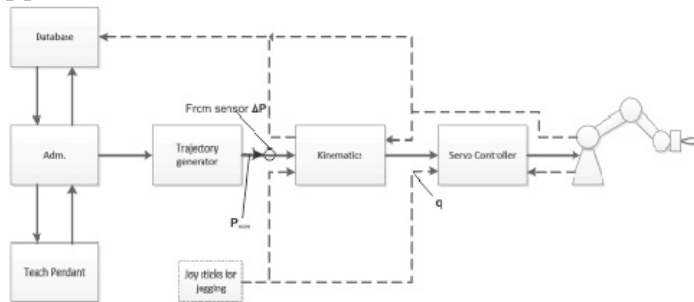 Database
From sensor ΔP
Adm.
Trajectory
generator
Kinematics
Servo Controller
q
Teach Pendant
Joy sticks for
jogging